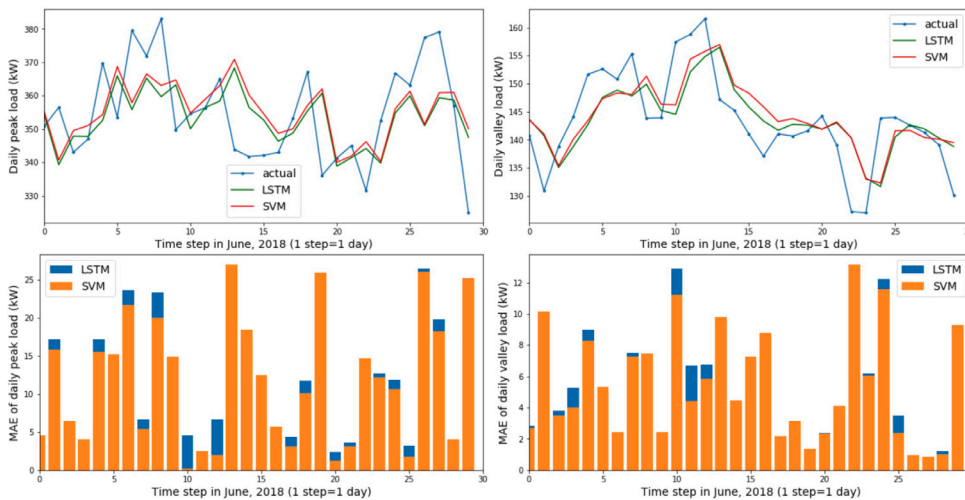 Daily peak load (kW)
380
370
360
350
340
330
actual
LSTM
SVM
0 5 10 15 20 25 30
Time step in June, 2018 (1 step=1 day)
Daily valley load (kW)
160
155
150
145
140
135
130
actual
LSTM
SVM
0 5 10 15 20 25
Time step in June, 2018 (1 step=1 day)
MAE of daily peak load (kW)
25
20
15
10
5
0
LSTM
SVM
0 5 10 15 20 25 30
Time step in June, 2018 (1 step=1 day)
MAE of daily valley load (kW)
12
10
8
6
4
2
0
LSTM
SVM
0 5 10 15 20 25
Time step in June, 2018 (1 step=1 day)